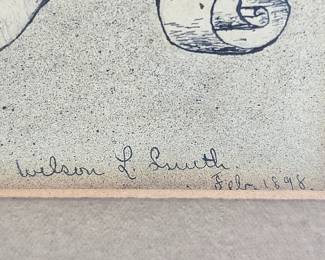 Wilson L Smith
Feb. 1898.